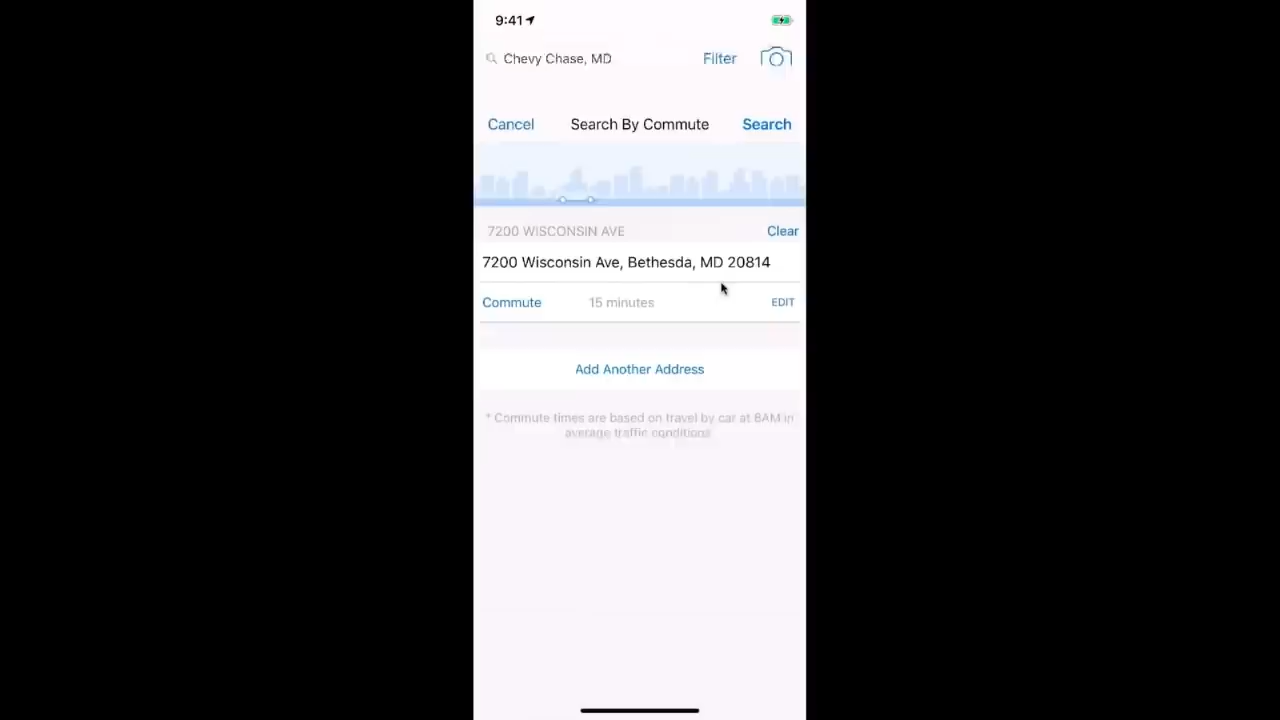 9:41
Chevy Chase, MD Filter
Cancel Search By Commute Search
7200 WISCONSIN AVE Clear
7200 Wisconsin Ave, Bethesda, MD 20814
Commute 15 minutes EDIT
Add Another Address
* Commute times are based on travel by car at 8AM in
average traffic conditions